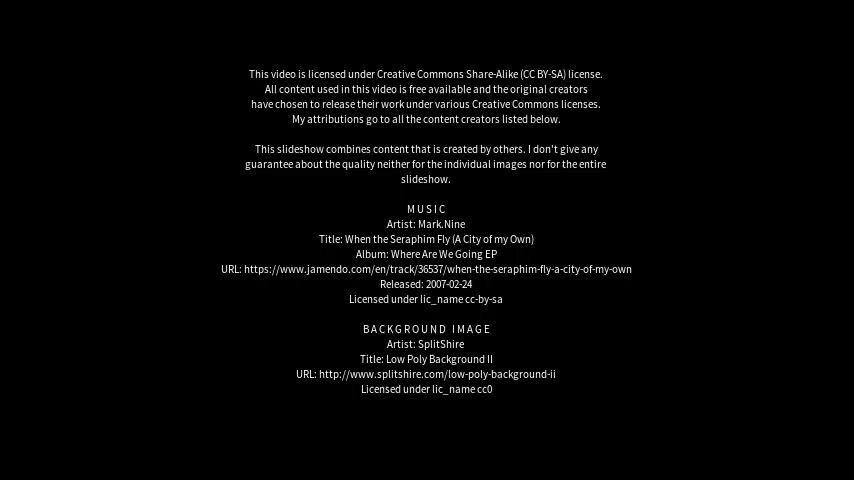 This video is licensed under Creative Commons Share-Alike (CC BY-SA) license.
All content used in this video is free available and the original creators
have chosen to release their work under various Creative Commons licenses.
My attributions go to all the content creators listed below.
This slideshow combines content that is created by others. I don't give any
guarantee about the quality neither for the individual images nor for the entire
slideshow.
MUSIC
Artist: Mark.Nine
Title: When the Seraphim Fly (A City of my Own)
Album: Where Are We Going EP
URL: https://www.jamendo.com/en/track/36537/when-the-seraphim-fly-a-city-of-my-own
Released: 2007-02-24
Licensed under lic_name cc-by-sa
BACKGROUND IMAGE
Artist: SplitShire
Title: Low Poly Background II
URL: http://www.splitshire.com/low-poly-background-ii
Licensed under lic_name cc0